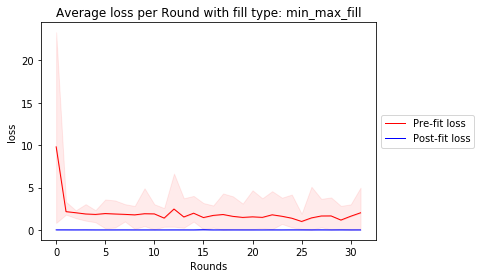 Average loss per Round with fill type: min_max_fill
loss
20
15
10
5
0
0 5 10 15 20 25 30
Rounds
Pre-fit loss
Post-fit loss